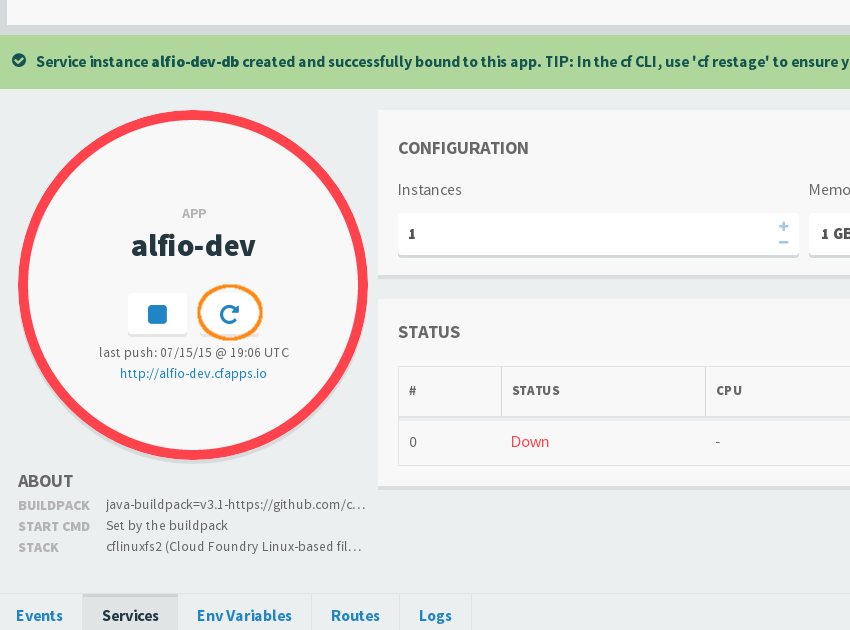 Service instance alfio-dev-db created and successfully bound to this app. TIP: In the cf CLI, use 'cf restage' to ensure
APP
alfio-dev
last push: 07/15/15 @ 19:06 UTC
http://alfio-dev.cfapps.io
CONFIGURATION
Instances
1
Memo
1 GB
STATUS
# STATUS CPU
0 Down -
ABOUT
BUILDPACK java-buildpack=v3.1-https://github.com/c...
START CMD Set by the buildpack
STACK cflinuxfs2 (Cloud Foundry Linux-based fil...
Events Services Env Variables Routes Logs